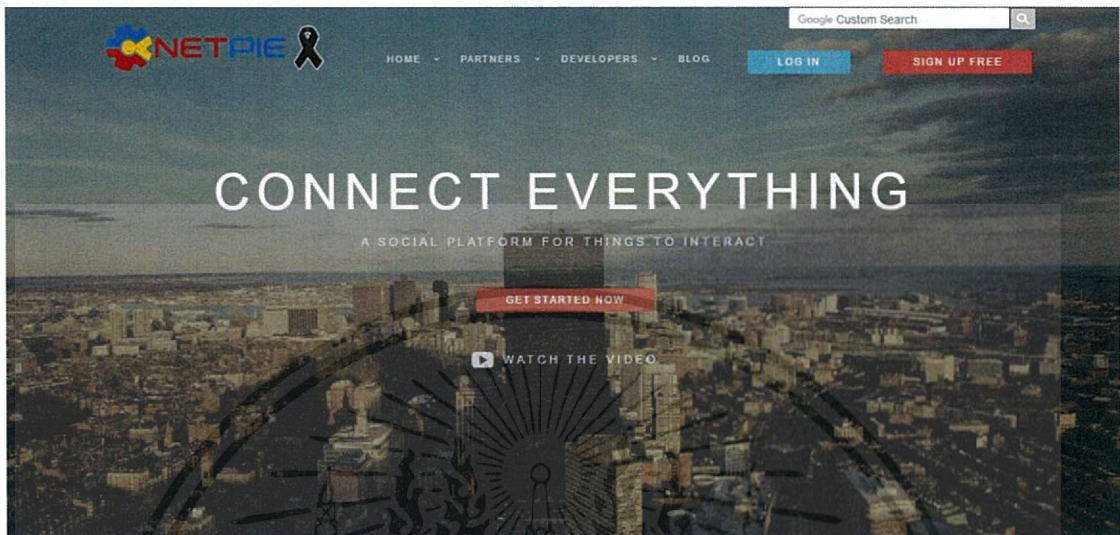 Google Custom Search
NETPIE
HOME PARTNERS DEVELOPERS BLOG LOG IN SIGN UP FREE
CONNECT EVERYTHING
A SOCIAL PLATFORM FOR THINGS TO INTERACT
GET STARTED NOW
WATCH THE VIDEO